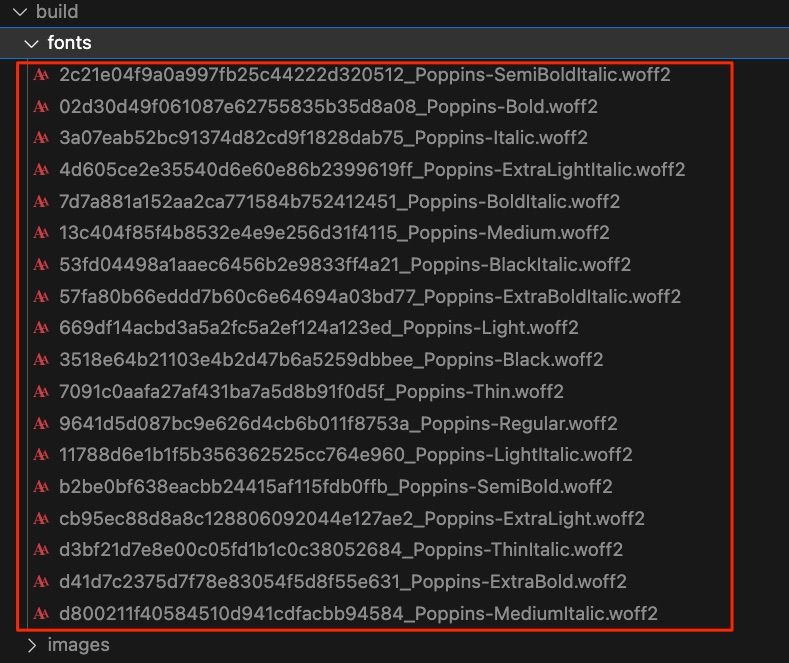 build
fonts
2c21e04f9a0a997fb25c44222d320512_Poppins-SemiBoldItalic.woff2
02d30d49f061087e62755835b35d8a08_Poppins-Bold.woff2
3a07eab52bc91374d82cd9f1828dab75_Poppins-Italic.woff2
4d605ce2e35540d6e60e86b2399619ff_Poppins-ExtraLightItalic.woff2
7d7a881a152aa2ca771584b752412451_Poppins-BoldItalic.woff2
13c404f85f4b8532e4e9e256d31f4115_Poppins-Medium.woff2
53fd04498a1aaec6456b2e9833ff4a21_Poppins-BlackItalic.woff2
57fa80b66eddd7b60c6e64694a03bd77_Poppins-ExtraBoldItalic.woff2
669df14acbd3a5a2fc5a2ef124a123ed_Poppins-Light.woff2
3518e64b21103e4b2d47b6a5259dbbee_Poppins-Black.woff2
7091c0aafa27af431ba7a5d8b91f0d5f_Poppins-Thin.woff2
9641d5d087bc9e626d4cb6b011f8753a_Poppins-Regular.woff2
11788d6e1b1f5b356362525cc764e960_Poppins-LightItalic.woff2
b2be0bf638eacbb24415af115fdb0ffb_Poppins-SemiBold.woff2
cb95ec88d8a8c128806092044e127ae2_Poppins-ExtraLight.woff2
d3bf21d7e8e00c05fd1b1c0c38052684_Poppins-ThinItalic.woff2
d41d7c2375d7f78e83054f5d8f55e631_Poppins-ExtraBold.woff2
d800211f40584510d941cdfacbb94584_Poppins-MediumItalic.woff2
images